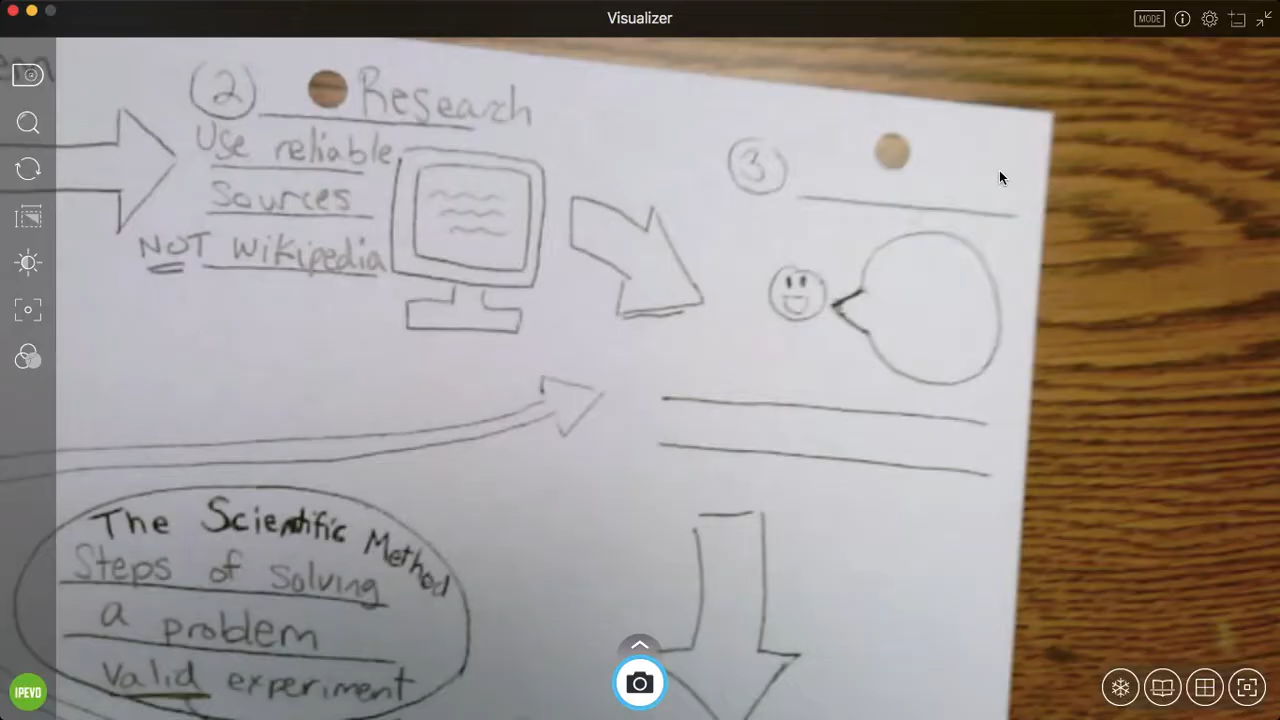 Visualizer
MODE
2 Research
Use reliable
Sources
NOT Wikipedia
3
The Scientific Method
Steps of solving
a problem
valid experiment
IPEVO